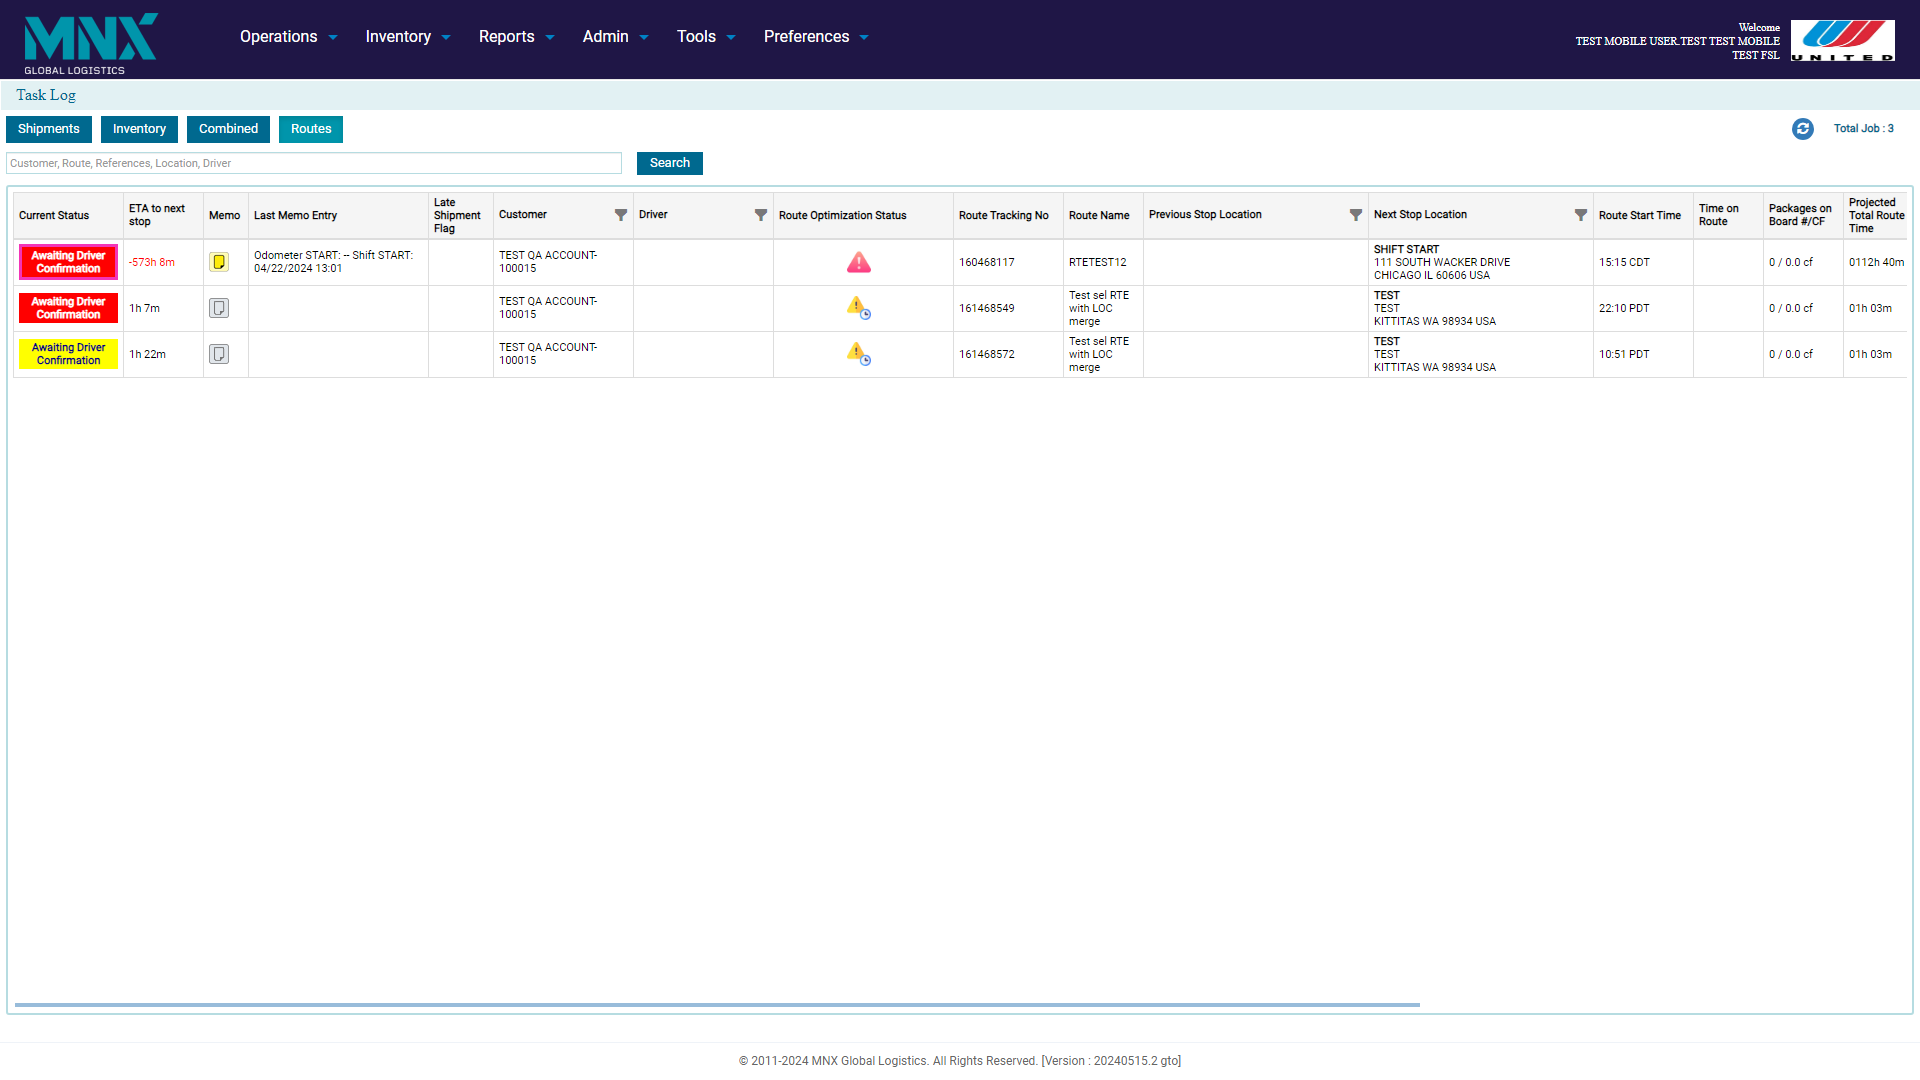 MNX
GLOBAL LOGISTICS
Operations
Inventory
Reports
Admin
Tools
Preferences
Welcome
TEST MOBILE USER.TEST TEST MOBILE
TEST FSL
UNITED
Task Log
Shipments
Inventory
Combined
Routes
Total Job : 3
Customer, Route, References, Location, Driver
Search
Current Status
ETA to next
stop
Memo
Last Memo Entry
Late
Shipment
Flag
Customer
Driver
Route Optimization Status
Route Tracking No
Route Name
Previous Stop Location
Next Stop Location
Route Start Time
Time on
Route
Packages on
Board #/CF
Projected
Total Route
Time
Awaiting Driver
Confirmation
-573h 8m
Odometer START: -- Shift START:
04/22/2024 13:01
TEST QA ACCOUNT-
100015
160468117
RTETEST12
SHIFT START
111 SOUTH WACKER DRIVE
CHICAGO IL 60606 USA
15:15 CDT
0 / 0.0 cf
0112h 40m
Awaiting Driver
Confirmation
1h 7m
TEST QA ACCOUNT-
100015
161468549
Test sel RTE
with LOC
merge
TEST
TEST
KITTITAS WA 98934 USA
22:10 PDT
0 / 0.0 cf
01h 03m
Awaiting Driver
Confirmation
1h 22m
TEST QA ACCOUNT-
100015
161468572
Test sel RTE
with LOC
merge
TEST
TEST
KITTITAS WA 98934 USA
10:51 PDT
0 / 0.0 cf
01h 03m
© 2011-2024 MNX Global Logistics. All Rights Reserved. [Version : 20240515.2 gto]